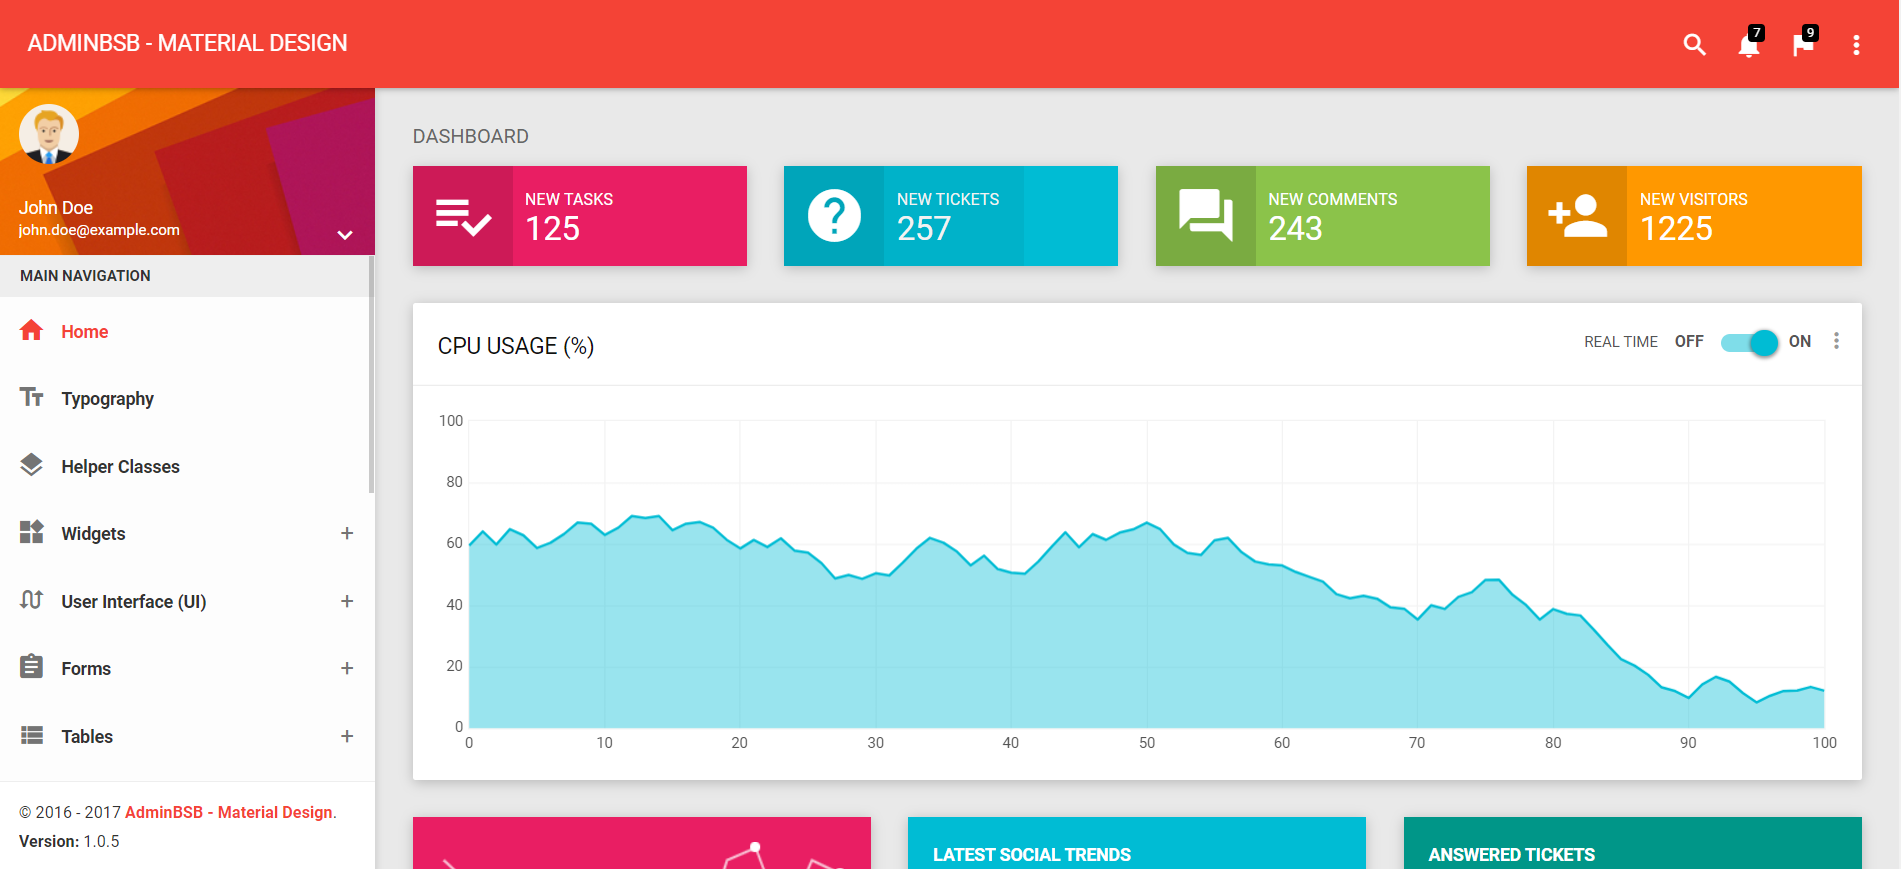 ADMINBSB - MATERIAL DESIGN
7
9
John Doe
john.doe@example.com
MAIN NAVIGATION
Home
Typography
Helper Classes
Widgets +
User Interface (UI) +
Forms +
Tables +
© 2016 - 2017 AdminBSB - Material Design.
Version: 1.0.5
DASHBOARD
NEW TASKS
125
NEW TICKETS
257
NEW COMMENTS
243
NEW VISITORS
1225
CPU USAGE (%)
REAL TIME OFF ON
100
80
60
40
20
0
0 10 20 30 40 50 60 70 80 90 100
LATEST SOCIAL TRENDS
ANSWERED TICKETS